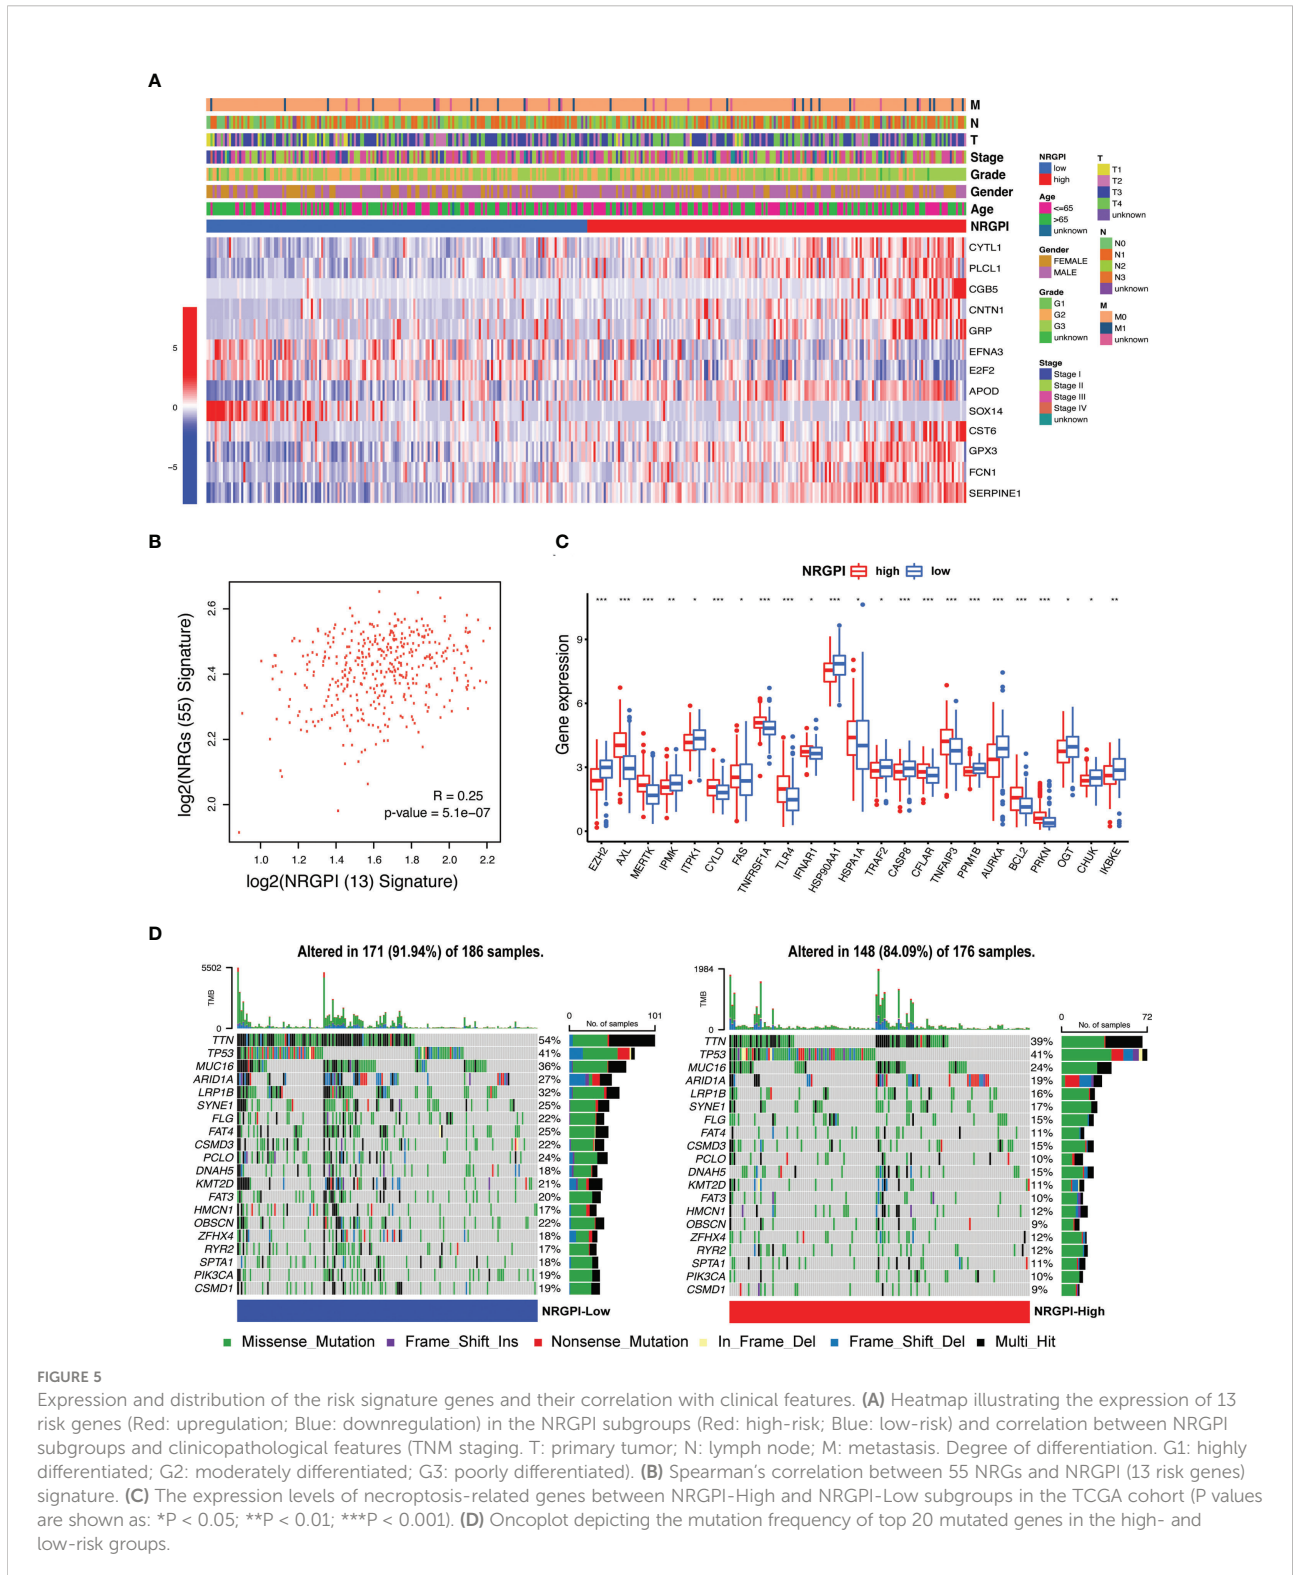 A
M
N
T
Stage
Grade
Gender
Age
NRGPI
CYTL1
PLCL1
CGB5
CNTN1
GRP
EFNA3
E2F2
APOD
SOX14
CST6
GPX3
FCN1
SERPINE1
5
0
−5
NRGPI
low
high
Age
<=65
>65
unknown
Gender
FEMALE
MALE
Grade
G1
G2
G3
unknown
Stage
Stage I
Stage II
Stage III
Stage IV
unknown
T
T1
T2
T3
T4
unknown
N
N0
N1
N2
N3
unknown
M
M0
M1
unknown
B
log2(NRGs (55) Signature)
2.6
2.4
2.2
2.0
R = 0.25
p-value = 5.1e−07
1.0 1.2 1.4 1.6 1.8 2.0 2.2
log2(NRGPI (13) Signature)
C
NRGPI high low
*** *** *** ** * *** * *** *** * *** * * *** *** *** *** *** *** *** * * **
Gene expression
9
6
3
0
EZH2 AXL MERTK IPMK ITPK1 CYLD FAS TNFRSF1A TLR4 IFNAR1 HSP90AA1 HSPA1A TRAF2 CASP8 CFLAR TNFAIP3 PPM1B AURKA BCL2 PRKN OGT CHUK IKBKE
D
Altered in 171 (91.94%) of 186 samples.
5502
TMB
0
0 101
No. of samples
TTN 54%
TP53 41%
MUC16 36%
ARID1A 27%
LRP1B 32%
SYNE1 25%
FLG 22%
FAT4 25%
CSMD3 22%
PCLO 24%
DNAH5 18%
KMT2D 21%
FAT3 20%
HMCN1 17%
OBSCN 22%
ZFHX4 18%
RYR2 17%
SPTA1 18%
PIK3CA 19%
CSMD1 19%
NRGPI-Low
Altered in 148 (84.09%) of 176 samples.
1984
TMB
0
0 72
No. of samples
TTN 39%
TP53 41%
MUC16 24%
ARID1A 19%
LRP1B 16%
SYNE1 17%
FLG 15%
FAT4 11%
CSMD3 15%
PCLO 10%
DNAH5 15%
KMT2D 11%
FAT3 10%
HMCN1 12%
OBSCN 9%
ZFHX4 12%
RYR2 12%
SPTA1 11%
PIK3CA 10%
CSMD1 9%
NRGPI-High
Missense_Mutation Frame_Shift_Ins Nonsense_Mutation In_Frame_Del Frame_Shift_Del Multi_Hit
FIGURE 5
Expression and distribution of the risk signature genes and their correlation with clinical features. (A) Heatmap illustrating the expression of 13
risk genes (Red: upregulation; Blue: downregulation) in the NRGPI subgroups (Red: high-risk; Blue: low-risk) and correlation between NRGPI
subgroups and clinicopathological features (TNM staging. T: primary tumor; N: lymph node; M: metastasis. Degree of differentiation. G1: highly
differentiated; G2: moderately differentiated; G3: poorly differentiated). (B) Spearman's correlation between 55 NRGs and NRGPI (13 risk genes)
signature. (C) The expression levels of necroptosis-related genes between NRGPI-High and NRGPI-Low subgroups in the TCGA cohort (P values
are shown as: *P < 0.05; **P < 0.01; ***P < 0.001). (D) Oncoplot depicting the mutation frequency of top 20 mutated genes in the high- and
low-risk groups.